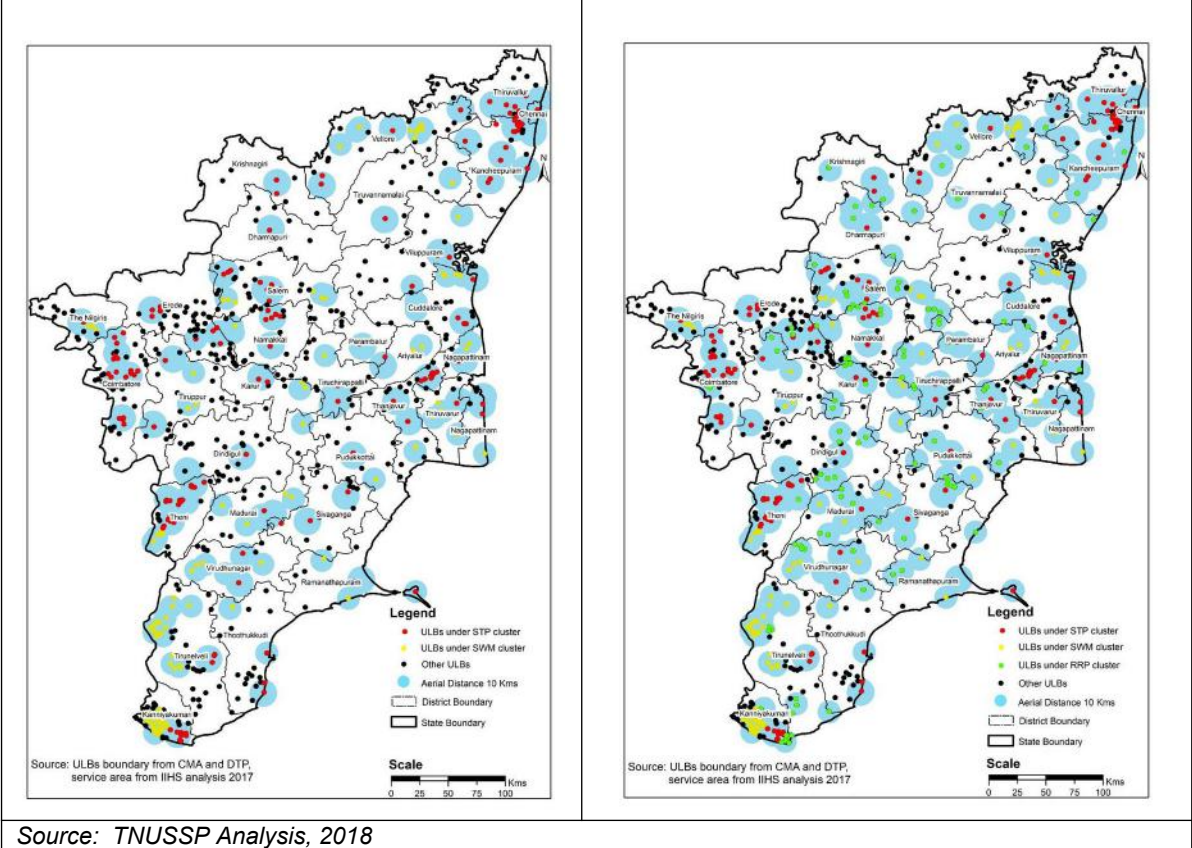 Thiruvallur
Chennai
Vellore
N
Krishnagiri
Kancheepuram
Tiruvannamalai
Dharmapuri
Viluppuram
Salem
Erode
The Nilgiris
Cuddalore
Namakkal
Perambalur
Ariyalur
Nagapattinam
Coimbatore
Karur
Tiruchirappalli
Tiruppur
Thanjavur
Thiruvarur
Nagapattinam
Dindigul
Pudukkottai
Theni
Madurai
Sivaganga
Virudhunagar
Ramanathapuram
Thoothukkudi
Tirunelveli
Kanniyakumari
Legend
ULBs under STP cluster
ULBs under SWM cluster
Other ULBs
Aerial Distance 10 Kms
District Boundary
State Boundary
Source: ULBs boundary from CMA and DTP,
service area from IIHS analysis 2017
Scale
Kms
0 25 50 75 100
Thiruvallur
Chennai
Vellore
N
Krishnagiri
Kancheepuram
Tiruvannamalai
Dharmapuri
Viluppuram
Salem
Erode
The Nilgiris
Cuddalore
Namakkal
Perambalur
Ariyalur
Nagapattinam
Coimbatore
Karur
Tiruchirappalli
Tiruppur
Thanjavur
Thiruvarur
Nagapattinam
Dindigul
Pudukkottai
Theni
Madurai
Sivaganga
Virudhunagar
Ramanathapuram
Thoothukkudi
Tirunelveli
Kanniyakumari
Legend
ULBs under STP cluster
ULBs under SWM cluster
ULBs under RRP cluster
Other ULBs
Aerial Distance 10 Kms
District Boundary
State Boundary
Source: ULBs boundary from CMA and DTP,
service area from IIHS analysis 2017
Scale
Kms
0 25 50 75 100
Source: TNUSSP Analysis, 2018